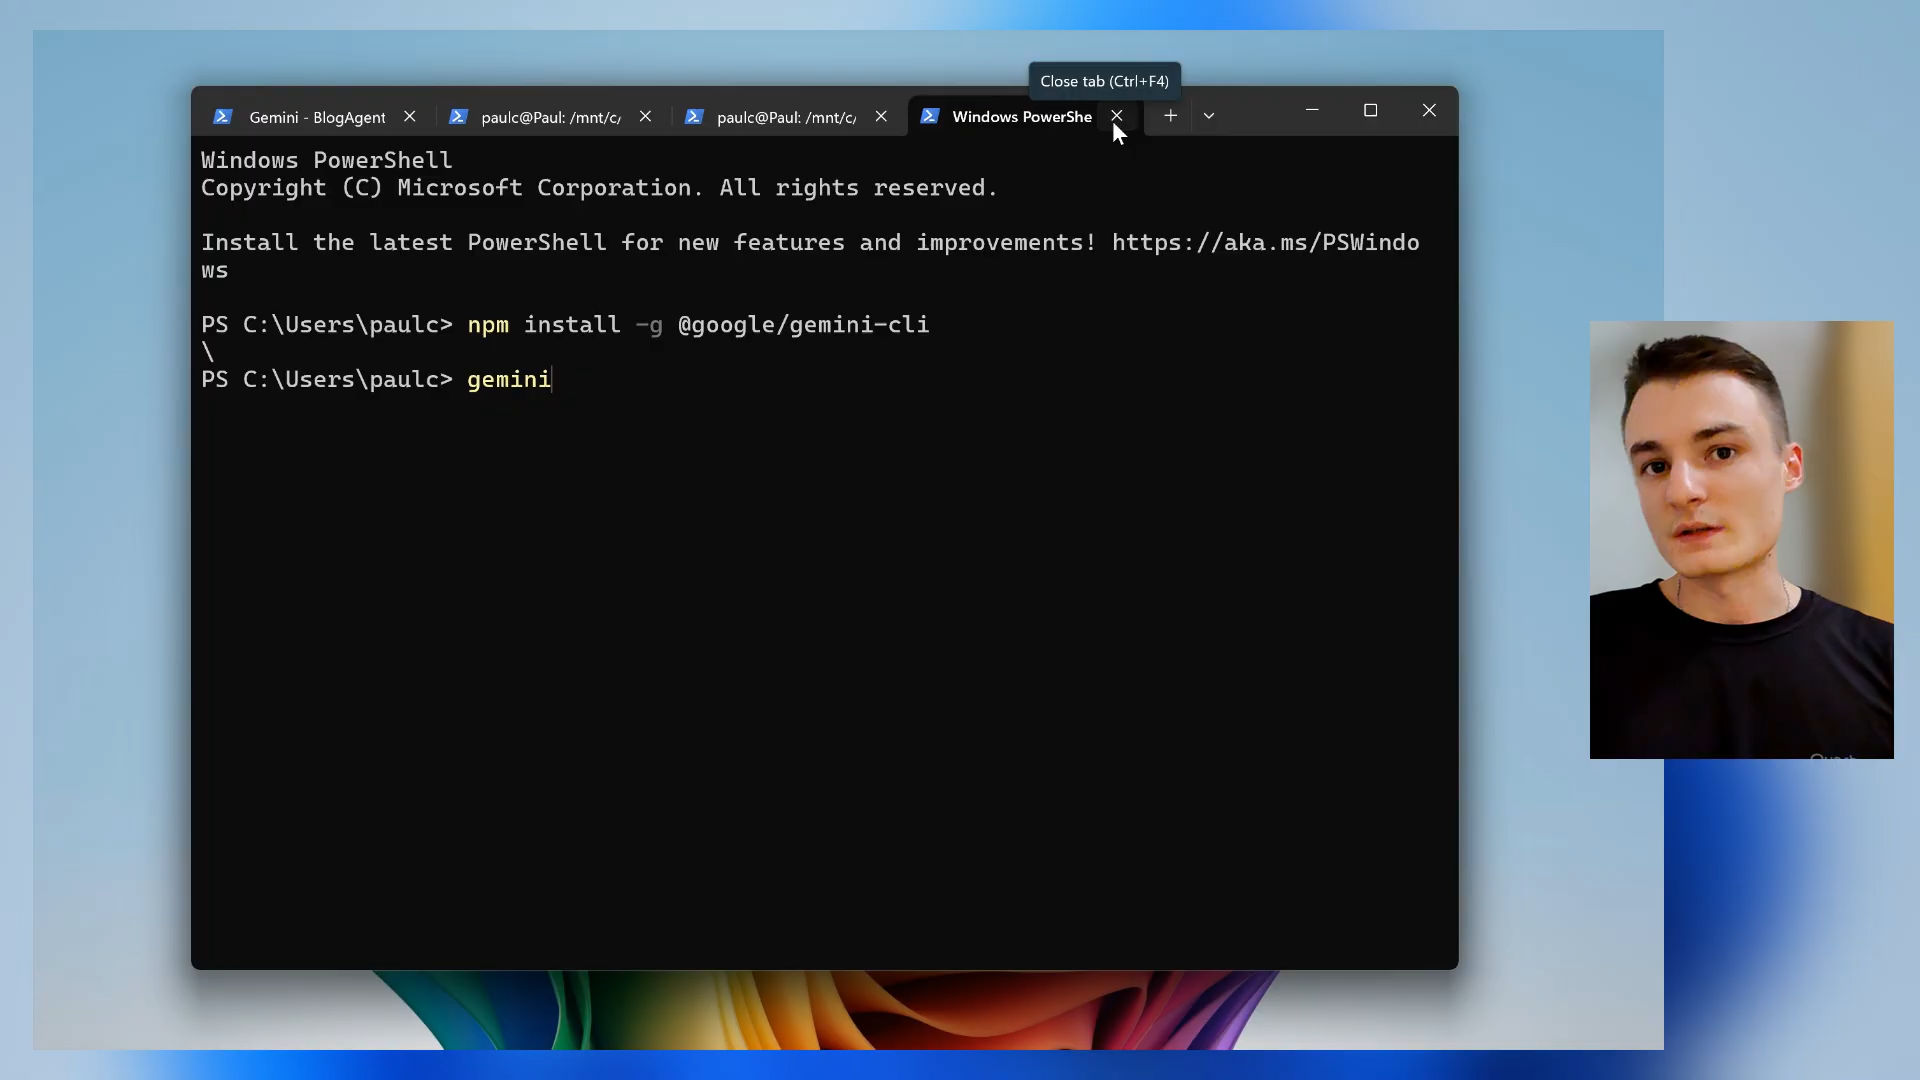 Close tab (Ctrl+F4)
Gemini - BlogAgent
paulc@Paul: /mnt/c/
paulc@Paul: /mnt/c/
Windows PowerShe
Windows PowerShell
Copyright (C) Microsoft Corporation. All rights reserved.
Install the latest PowerShell for new features and improvements! https://aka.ms/PSWindo
ws
PS C:\Users\paulc> npm install -g @google/gemini-cli
\
PS C:\Users\paulc> gemini